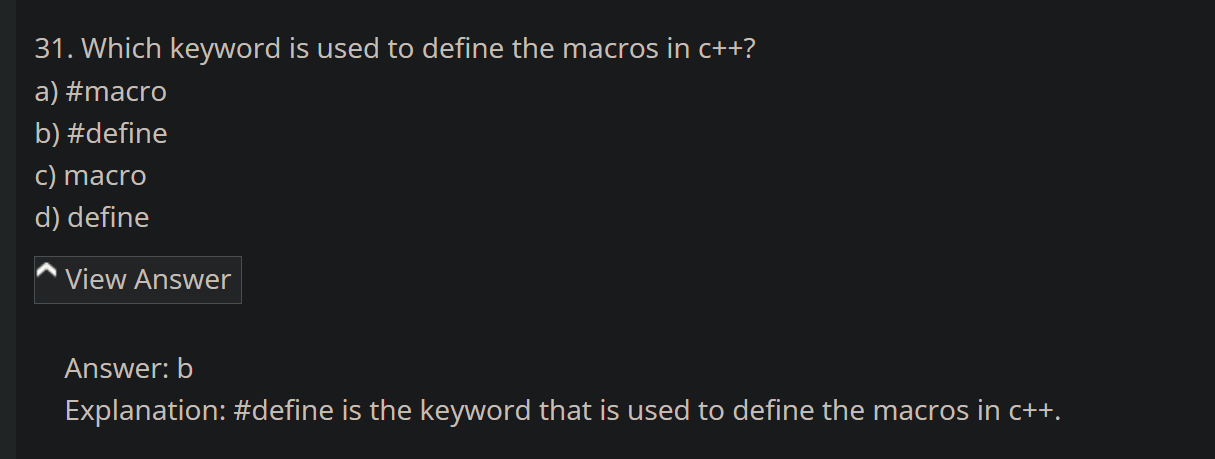 31. Which keyword is used to define the macros in c++?
a) #macro
b) #define
c) macro
d) define
View Answer
Answer: b
Explanation: #define is the keyword that is used to define the macros in c++.